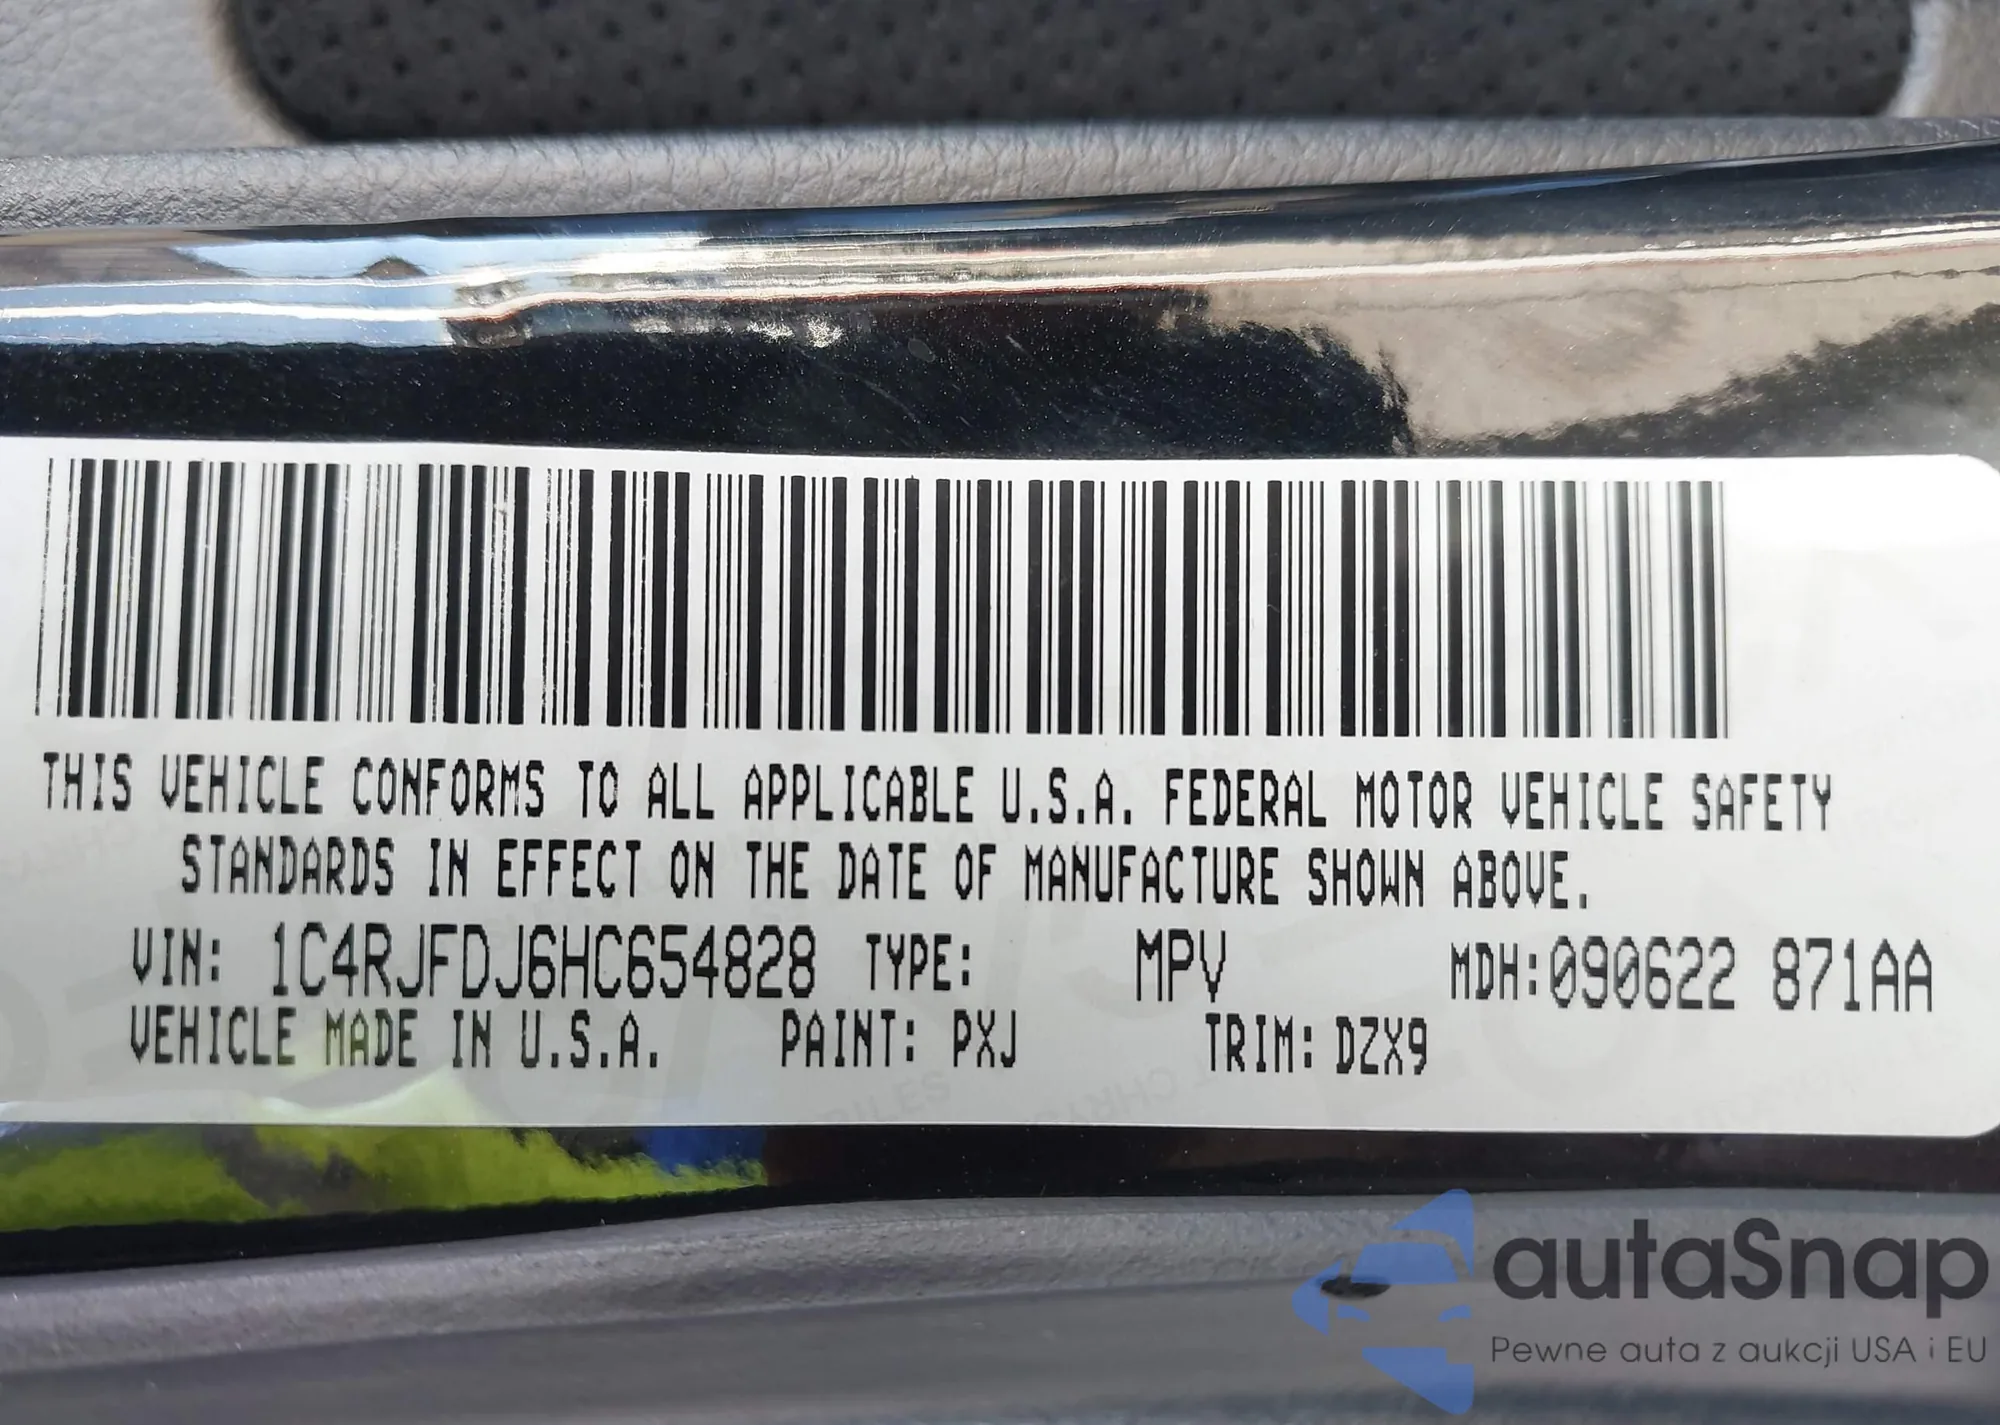 THIS VEHICLE CONFORMS TO ALL APPLICABLE U.S.A. FEDERAL MOTOR VEHICLE SAFETY
STANDARDS IN EFFECT ON THE DATE OF MANUFACTURE SHOWN ABOVE.
VIN: 1C4RJFDJ6HC654828 TYPE: MPV MDH:090622 871AA
VEHICLE MADE IN U.S.A. PAINT: PXJ TRIM: DZX9
autaSnap
Pewne auta z aukcji USA i EU